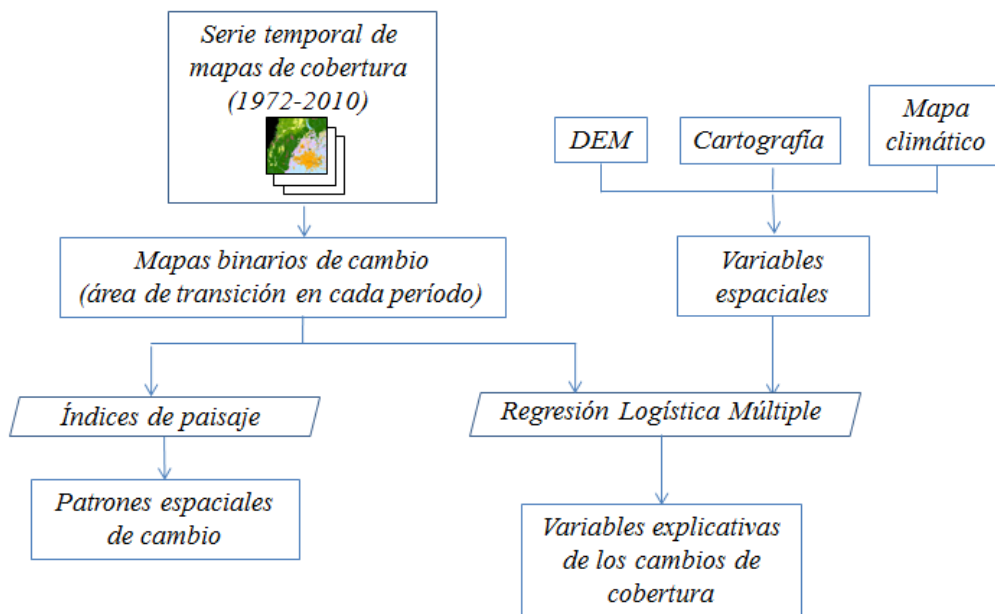 Serie temporal de
mapas de cobertura
(1972-2010)
DEM
Cartografía
Mapa
climático
Mapas binarios de cambio
(área de transición en cada período)
Variables
espaciales
Índices de paisaje
Regresión Logística Múltiple
Patrones espaciales
de cambio
Variables explicativas
de los cambios de
cobertura